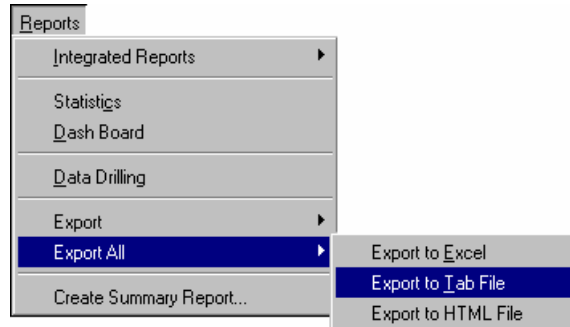 Reports
Integrated Reports
Statistics
Dash Board
Data Drilling
Export
Export All
Export to Excel
Export to Tab File
Export to HTML File
Create Summary Report...